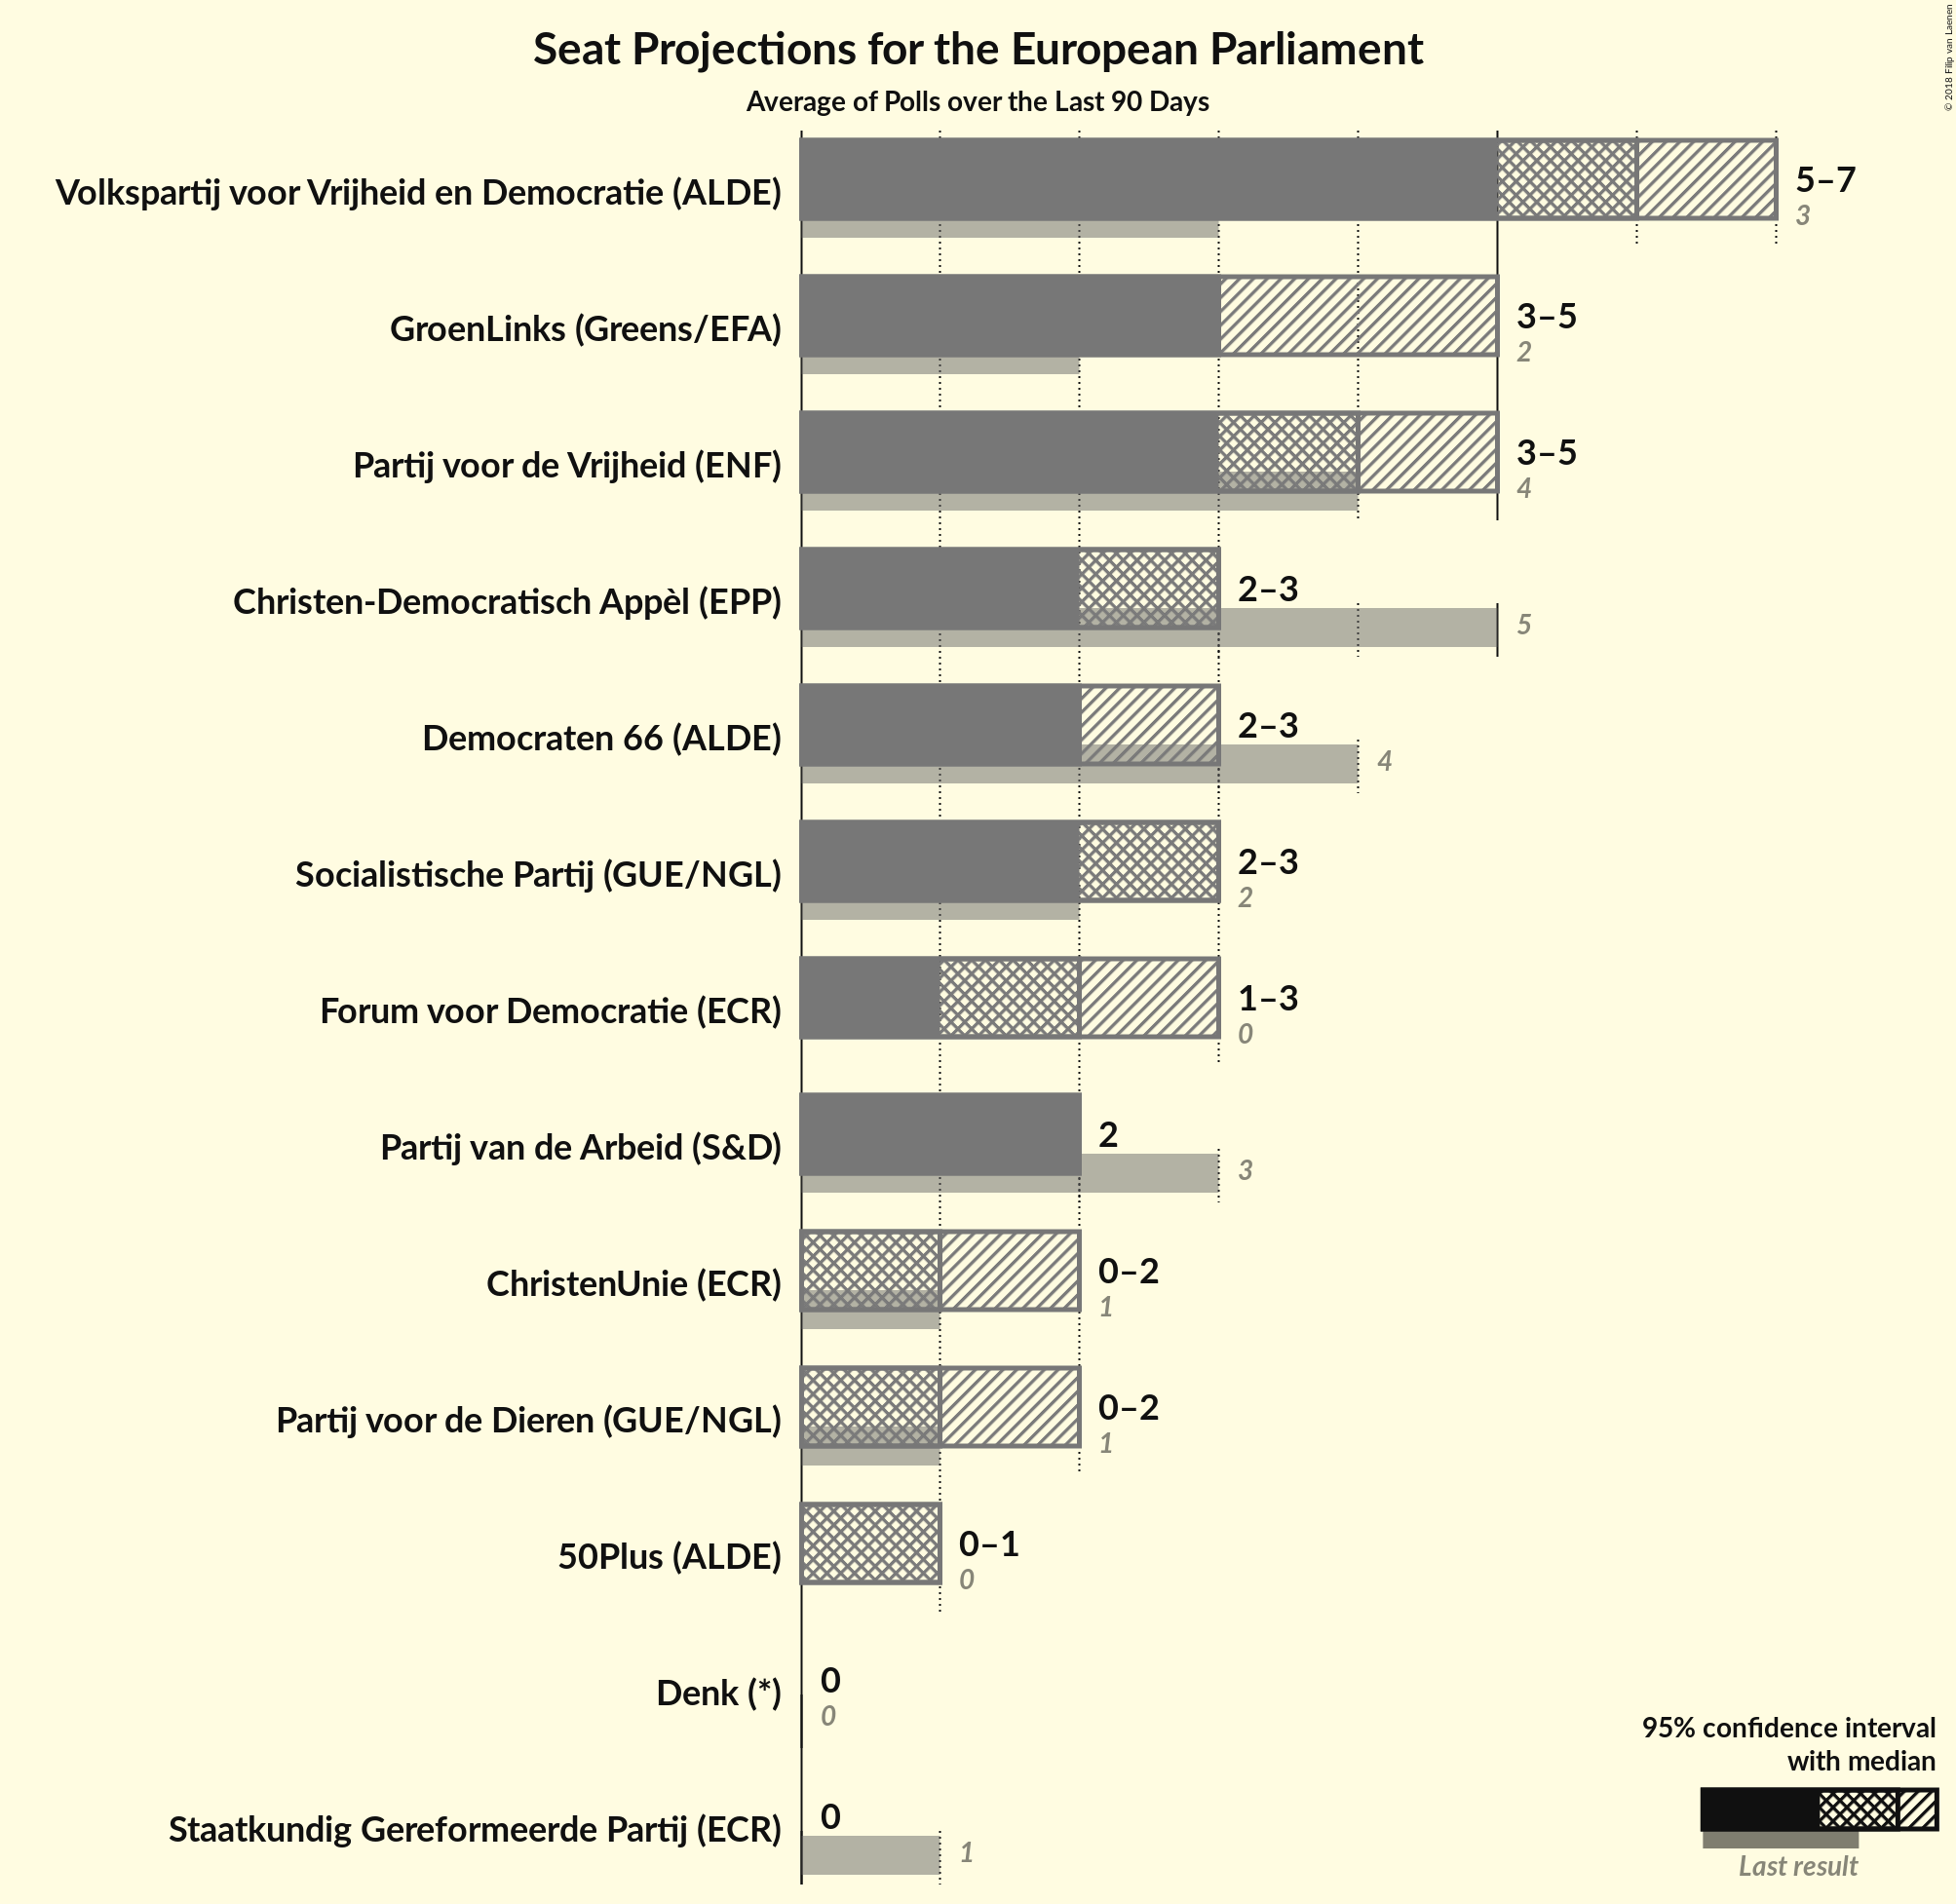 Seat Projections for the European Parliament
Average of Polls over the Last 90 Days
© 2018 Filip van Laenen
Volkspartij voor Vrijheid en Democratie (ALDE)
5–7
3
GroenLinks (Greens/EFA)
3–5
2
Partij voor de Vrijheid (ENF)
3–5
4
Christen-Democratisch Appèl (EPP)
2–3
5
Democraten 66 (ALDE)
2–3
4
Socialistische Partij (GUE/NGL)
2–3
2
Forum voor Democratie (ECR)
1–3
0
Partij van de Arbeid (S&D)
2
3
ChristenUnie (ECR)
0–2
1
Partij voor de Dieren (GUE/NGL)
0–2
1
50Plus (ALDE)
0–1
0
Denk (*)
0
0
Staatkundig Gereformeerde Partij (ECR)
0
1
95% confidence interval
with median
Last result